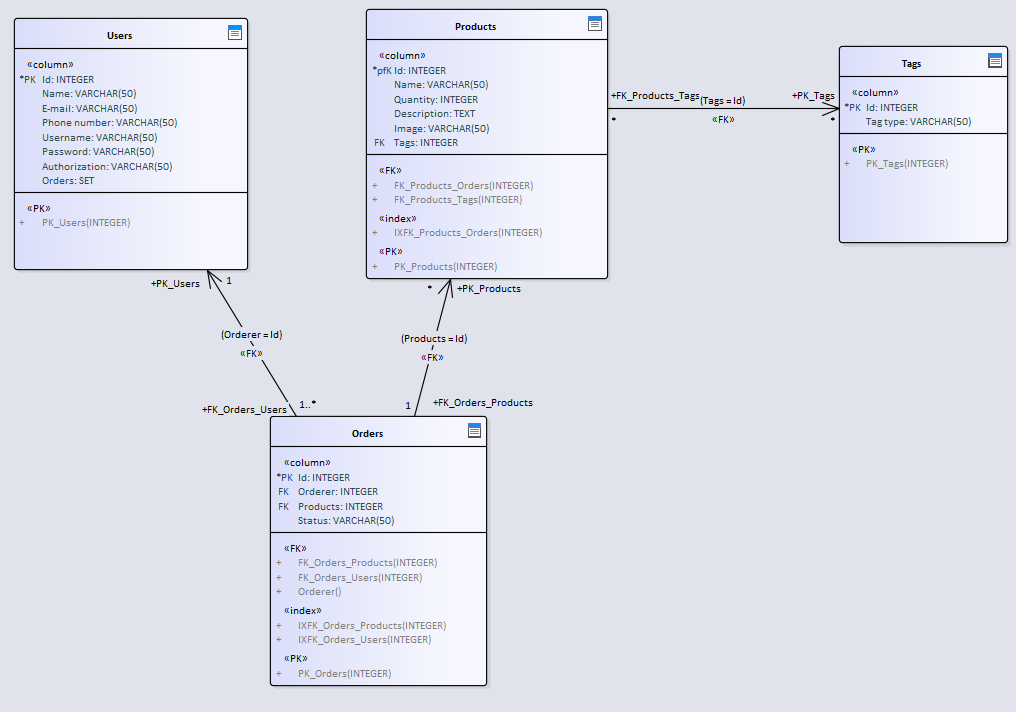 Users
«column»
*PK Id: INTEGER
Name: VARCHAR(50)
E-mail: VARCHAR(50)
Phone number: VARCHAR(50)
Username: VARCHAR(50)
Password: VARCHAR(50)
Authorization: VARCHAR(50)
Orders: SET
«PK»
+ PK_Users(INTEGER)
Products
«column»
*pfK Id: INTEGER
Name: VARCHAR(50)
Quantity: INTEGER
Description: TEXT
Image: VARCHAR(50)
FK Tags: INTEGER
«FK»
+ FK_Products_Orders(INTEGER)
+ FK_Products_Tags(INTEGER)
«index»
+ IXFK_Products_Orders(INTEGER)
«PK»
+ PK_Products(INTEGER)
+FK_Products_Tags
(Tags = Id)
+PK_Tags
*
«FK»
*
Tags
«column»
*PK Id: INTEGER
Tag type: VARCHAR(50)
«PK»
+ PK_Tags(INTEGER)
+PK_Users
1
(Orderer = Id)
«FK»
+FK_Orders_Users
1..*
*
+PK_Products
(Products = Id)
«FK»
1
+FK_Orders_Products
Orders
«column»
*PK Id: INTEGER
FK Orderer: INTEGER
FK Products: INTEGER
Status: VARCHAR(50)
«FK»
+ FK_Orders_Products(INTEGER)
+ FK_Orders_Users(INTEGER)
+ Orderer()
«index»
+ IXFK_Orders_Products(INTEGER)
+ IXFK_Orders_Users(INTEGER)
«PK»
+ PK_Orders(INTEGER)